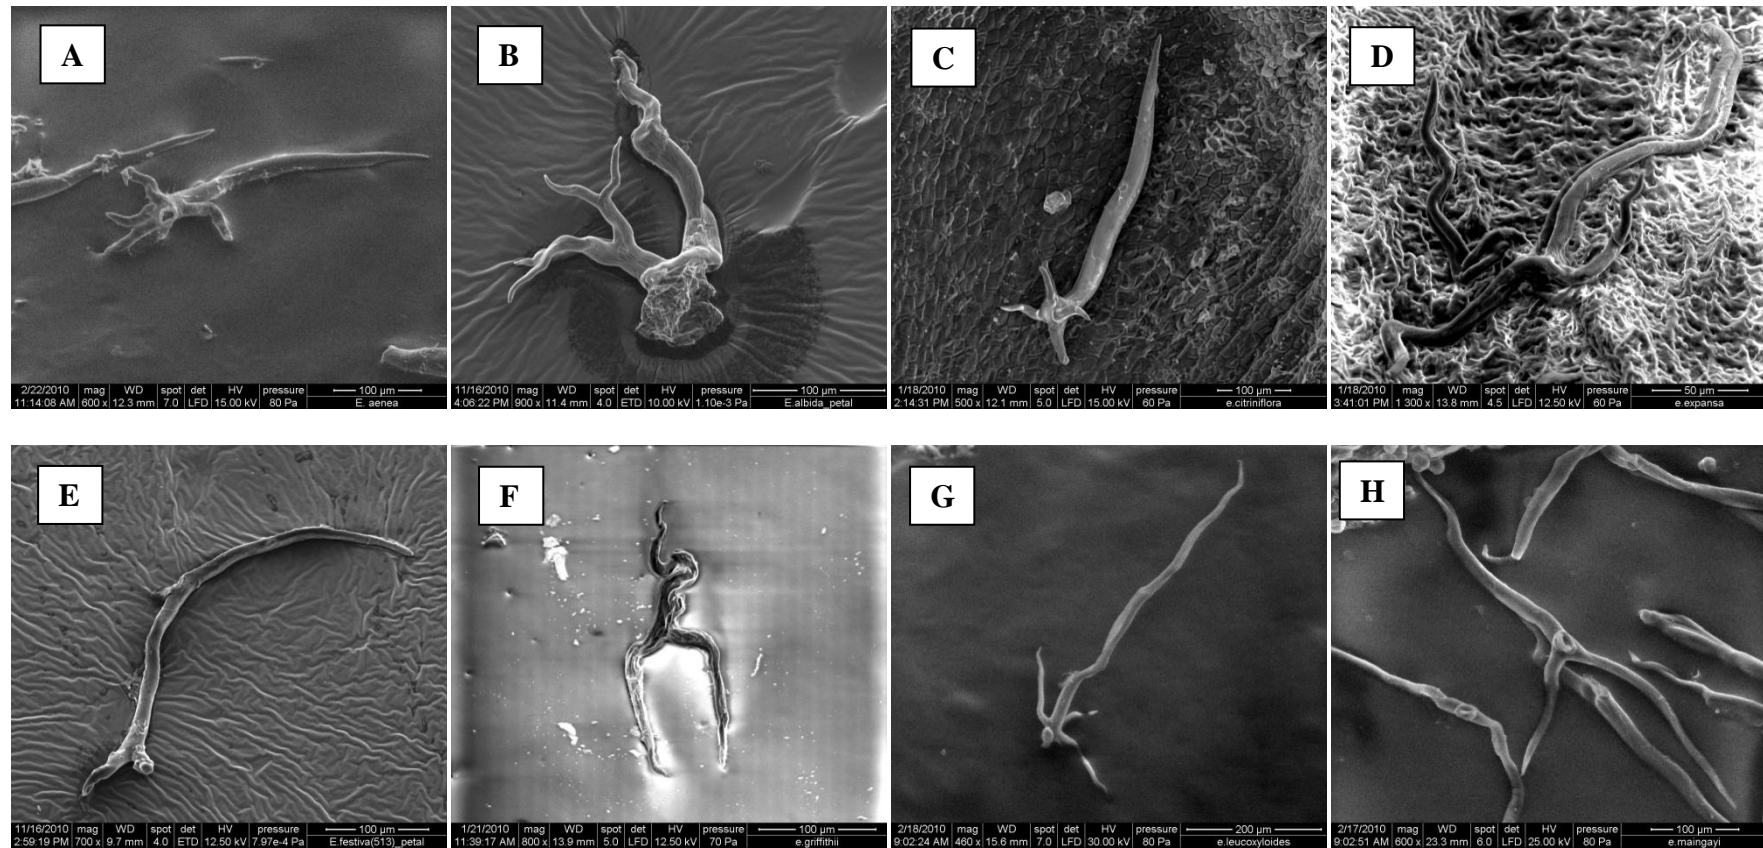 A
2/22/2010 mag WD spot det HV pressure 100 µm
11:14:08 AM 600 x 12.3 mm 7.0 LFD 15.00 kV 80 Pa E. aenea
B
11/16/2010 mag WD spot det HV pressure 100 µm
4:06:22 PM 900 x 11.4 mm 4.0 ETD 10.00 kV 1.10e-3 Pa E.albida_petal
C
1/18/2010 mag WD spot det HV pressure 100 µm
2:14:31 PM 500 x 12.1 mm 5.0 LFD 15.00 kV 60 Pa e.citriniflora
D
1/18/2010 mag WD spot det HV pressure 50 µm
3:41:01 PM 1 300 x 13.8 mm 4.5 LFD 12.50 kV 60 Pa e.expansa
E
11/16/2010 mag WD spot det HV pressure 100 µm
2:59:19 PM 700 x 9.7 mm 4.0 ETD 12.50 kV 7.97e-4 Pa E.festiva(513)_petal
F
1/21/2010 mag WD spot det HV pressure 100 µm
11:39:17 AM 800 x 13.9 mm 5.0 LFD 12.50 kV 70 Pa e.griffithii
G
2/18/2010 mag WD spot det HV pressure 200 µm
9:02:24 AM 460 x 15.6 mm 7.0 LFD 30.00 kV 80 Pa e.leucoxyloides
H
2/17/2010 mag WD spot det HV pressure 100 µm
9:02:51 AM 600 x 23.3 mm 6.0 LFD 25.00 kV 80 Pa e.maingayi